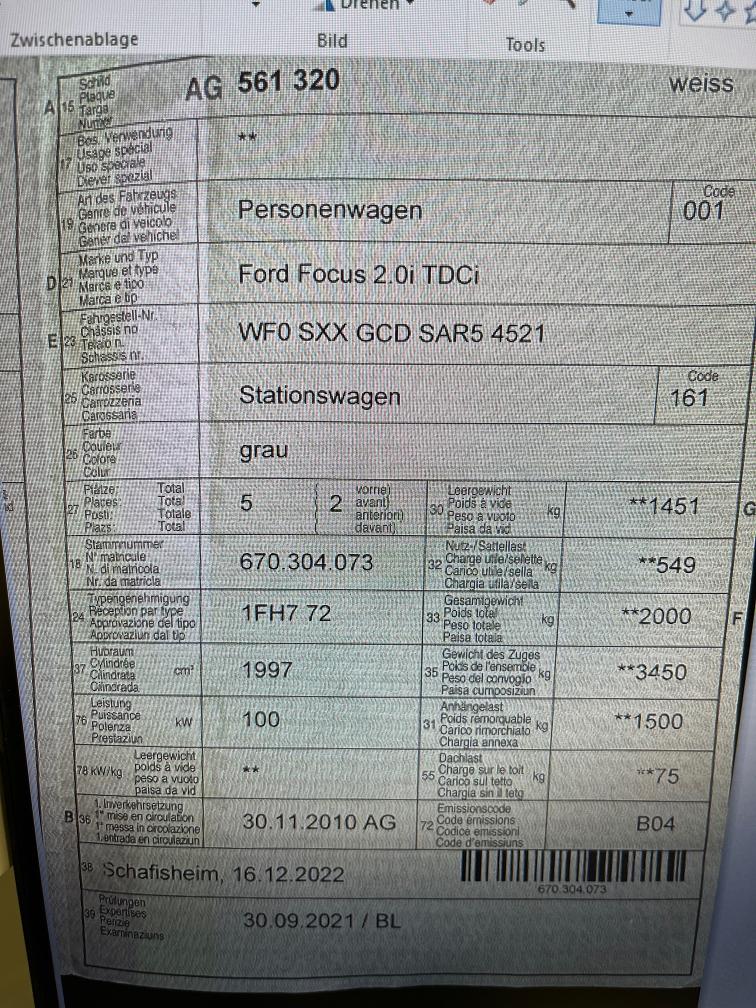 Drehen
Zwischenablage Bild Tools
A 15 Schild
Plaque
Targa
Numer
AG 561 320 weiss
17 Bes. Verwendung
Usage spécial
Uso speciale
Diever spezial
**
19 Art des Fahrzeugs
Genre de véhicule
Genere di veicolo
Gener dal vehichel
Personenwagen
Code
001
D 21 Marke und Typ
Marque et type
Marca e tipo
Marca e tip
Ford Focus 2.0i TDCi
E 23 Fahrgestell-Nr.
Châssis no
Telaio n.
Schassis nr.
WF0 SXX GCD SAR5 4521
25 Karosserie
Carrosserie
Carrozzeria
Carossaria
Stationswagen
Code
161
26 Farbe
Couleur
Colore
Colur
grau
27 Plätze: Total
Places: Total
Posti: Totale
Plazs: Total
5
2
vorne)
avant)
anteriori)
davant)
30 Leergewicht
Poids à vide
Peso a vuoto
Paisa da vid
kg
**1451
G
18 Stammnummer
N° matricule
N. di matricola
Nr. da matricla
670.304.073
32 Nutz-/Sattellast
Charge utile/sellette
Carico utile/sella
Chargia utila/sella
kg
**549
24 Typengenehmigung
Réception par type
Approvazione del tipo
Approvaziun dal tip
1FH7 72
33 Gesamtgewicht
Poids total
Peso totale
Paisa totala
kg
**2000
F
37 Hubraum
Cylindrée
Cilindrata
Cilindrada
cm³
1997
35 Gewicht des Zuges
Poids de l'ensemble
Peso del convoglio
Paisa cumposiziun
kg
**3450
76 Leistung
Puissance
Potenza
Prestaziun
kW
100
31 Anhängelast
Poids remorquable
Carico rimorchiato
Chargia annexa
kg
**1500
78 kW/kg
Leergewicht
poids à vide
peso a vuoto
paisa da vid
**
55 Dachlast
Charge sur le toit
Carico sul tetto
Chargia sin il tetg
kg
**75
B 36 1. Inverkehrsetzung
1re mise en circulation
1a messa in circolazione
1. entrada en circulaziun
30.11.2010 AG
72 Emissionscode
Code émissions
Codice emissioni
Code d'emissiuns
B04
38 Schafisheim, 16.12.2022
670.304.073
39 Prüfungen
Expertises
Perizie
Examinaziuns
30.09.2021 / BL